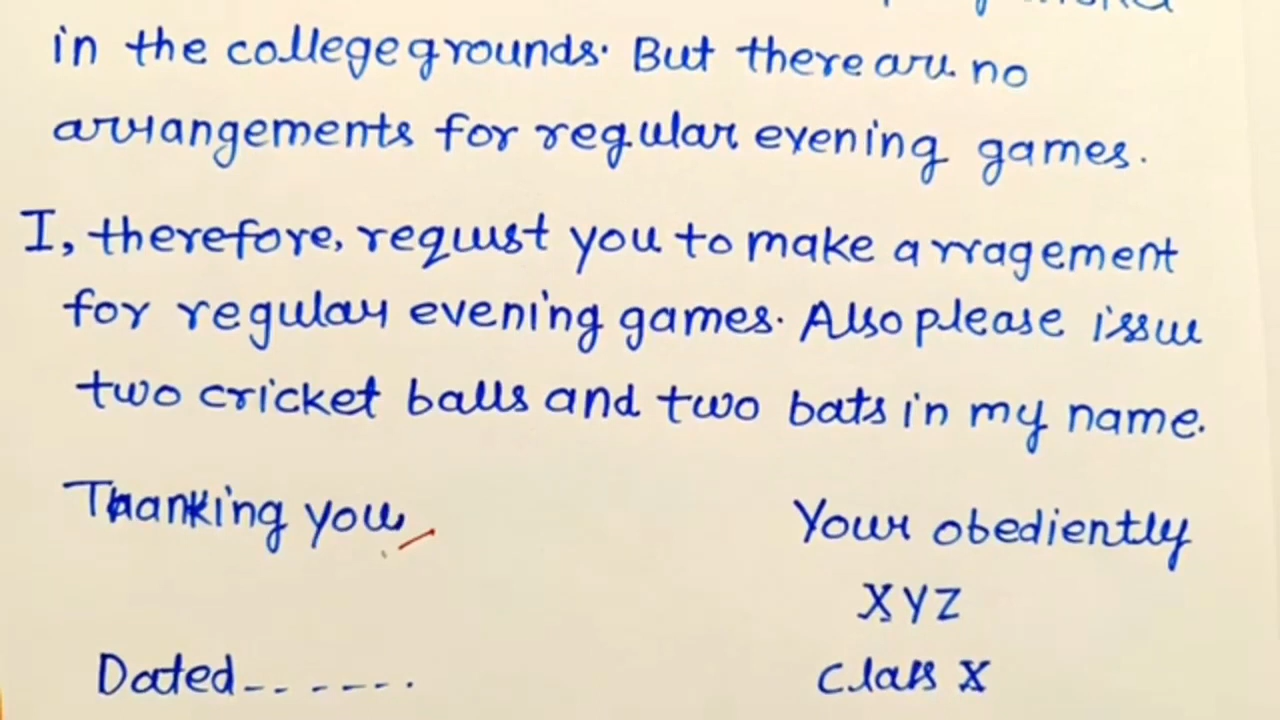 in the college grounds. But there are no
arrangements for regular evening games.
I, therefore, request you to make arragement
for regular evening games. Also please issue
two cricket balls and two bats in my name.
Thanking you
Your obediently
XYZ
Dated-------
Class X